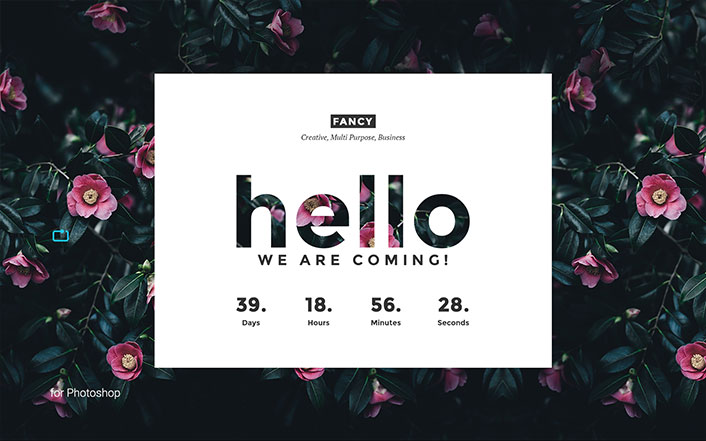 FANCY
Creative, Multi Purpose, Business
hello
WE ARE COMING!
39. 18. 56. 28.
Days Hours Minutes Seconds
for Photoshop